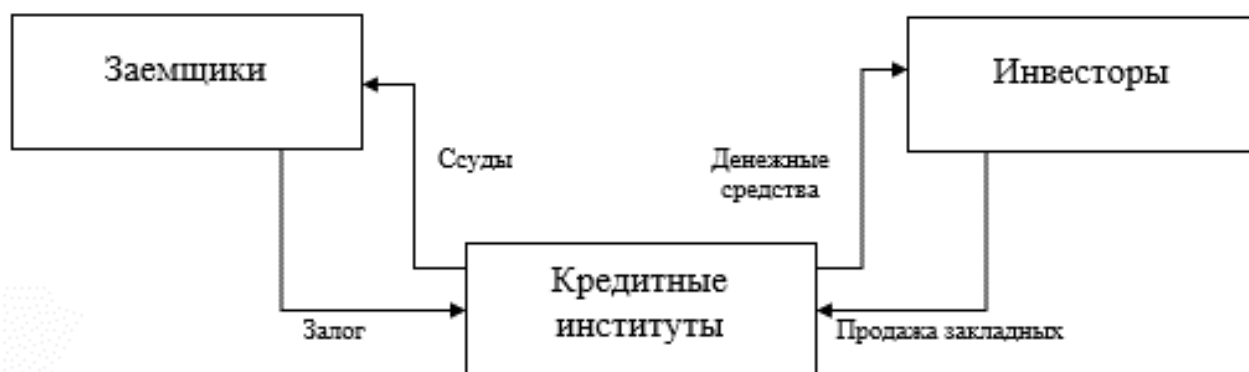 Заемщики
Инвесторы
Ссуды
Денежные
средства
Кредитные
институты
Залог
Продажа закладных